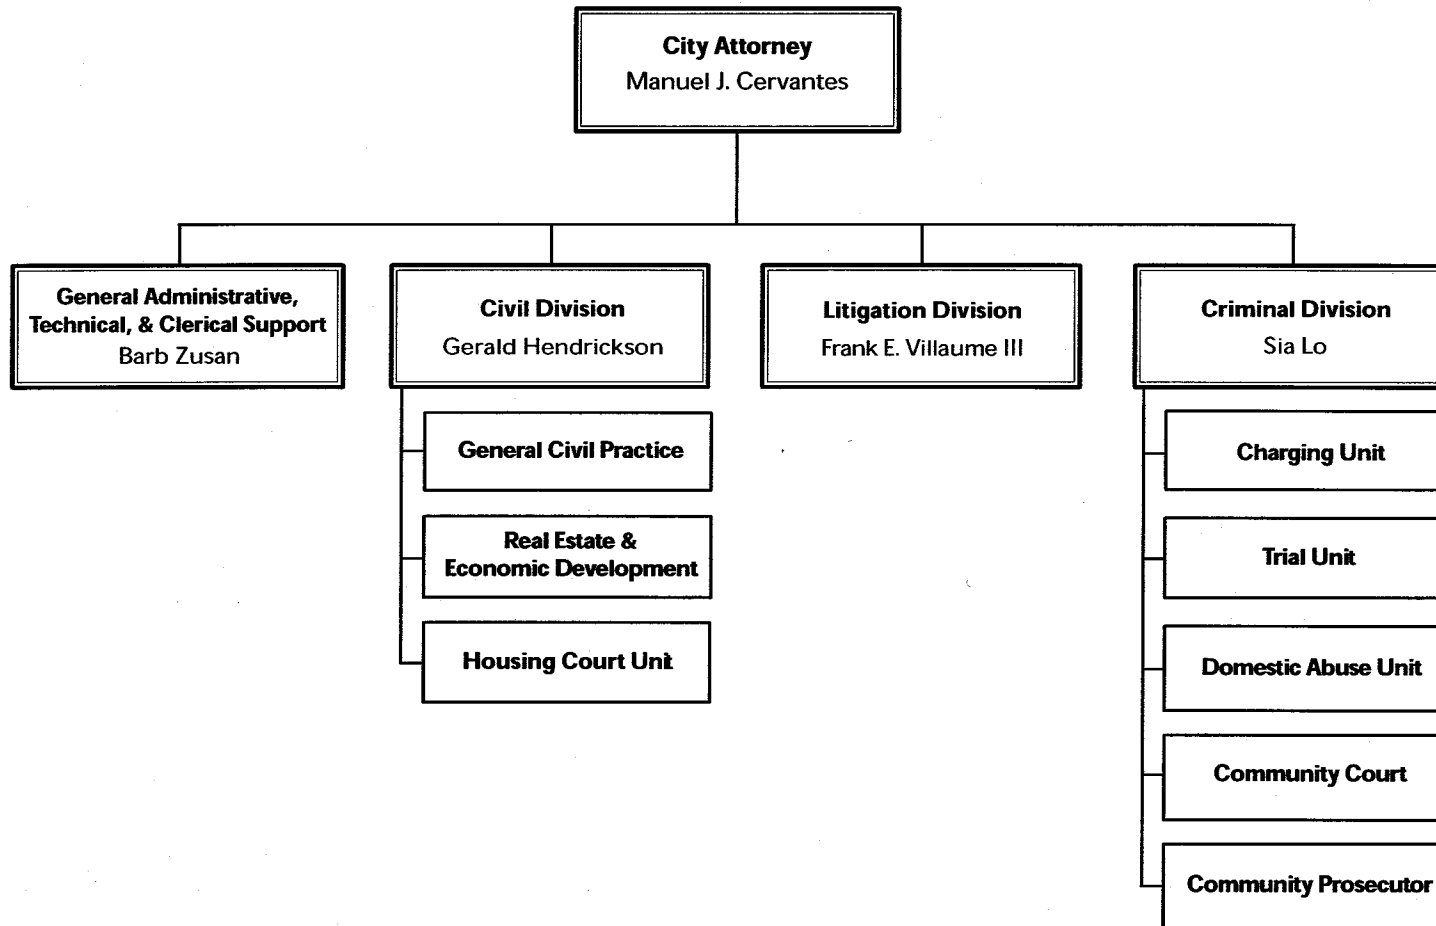 City Attorney
Manuel J. Cervantes
General Administrative,
Technical, & Clerical Support
Barb Zusan
Civil Division
Gerald Hendrickson
Litigation Division
Frank E. Villaume III
Criminal Division
Sia Lo
General Civil Practice
Real Estate &
Economic Development
Housing Court Unit
Charging Unit
Trial Unit
Domestic Abuse Unit
Community Court
Community Prosecutor